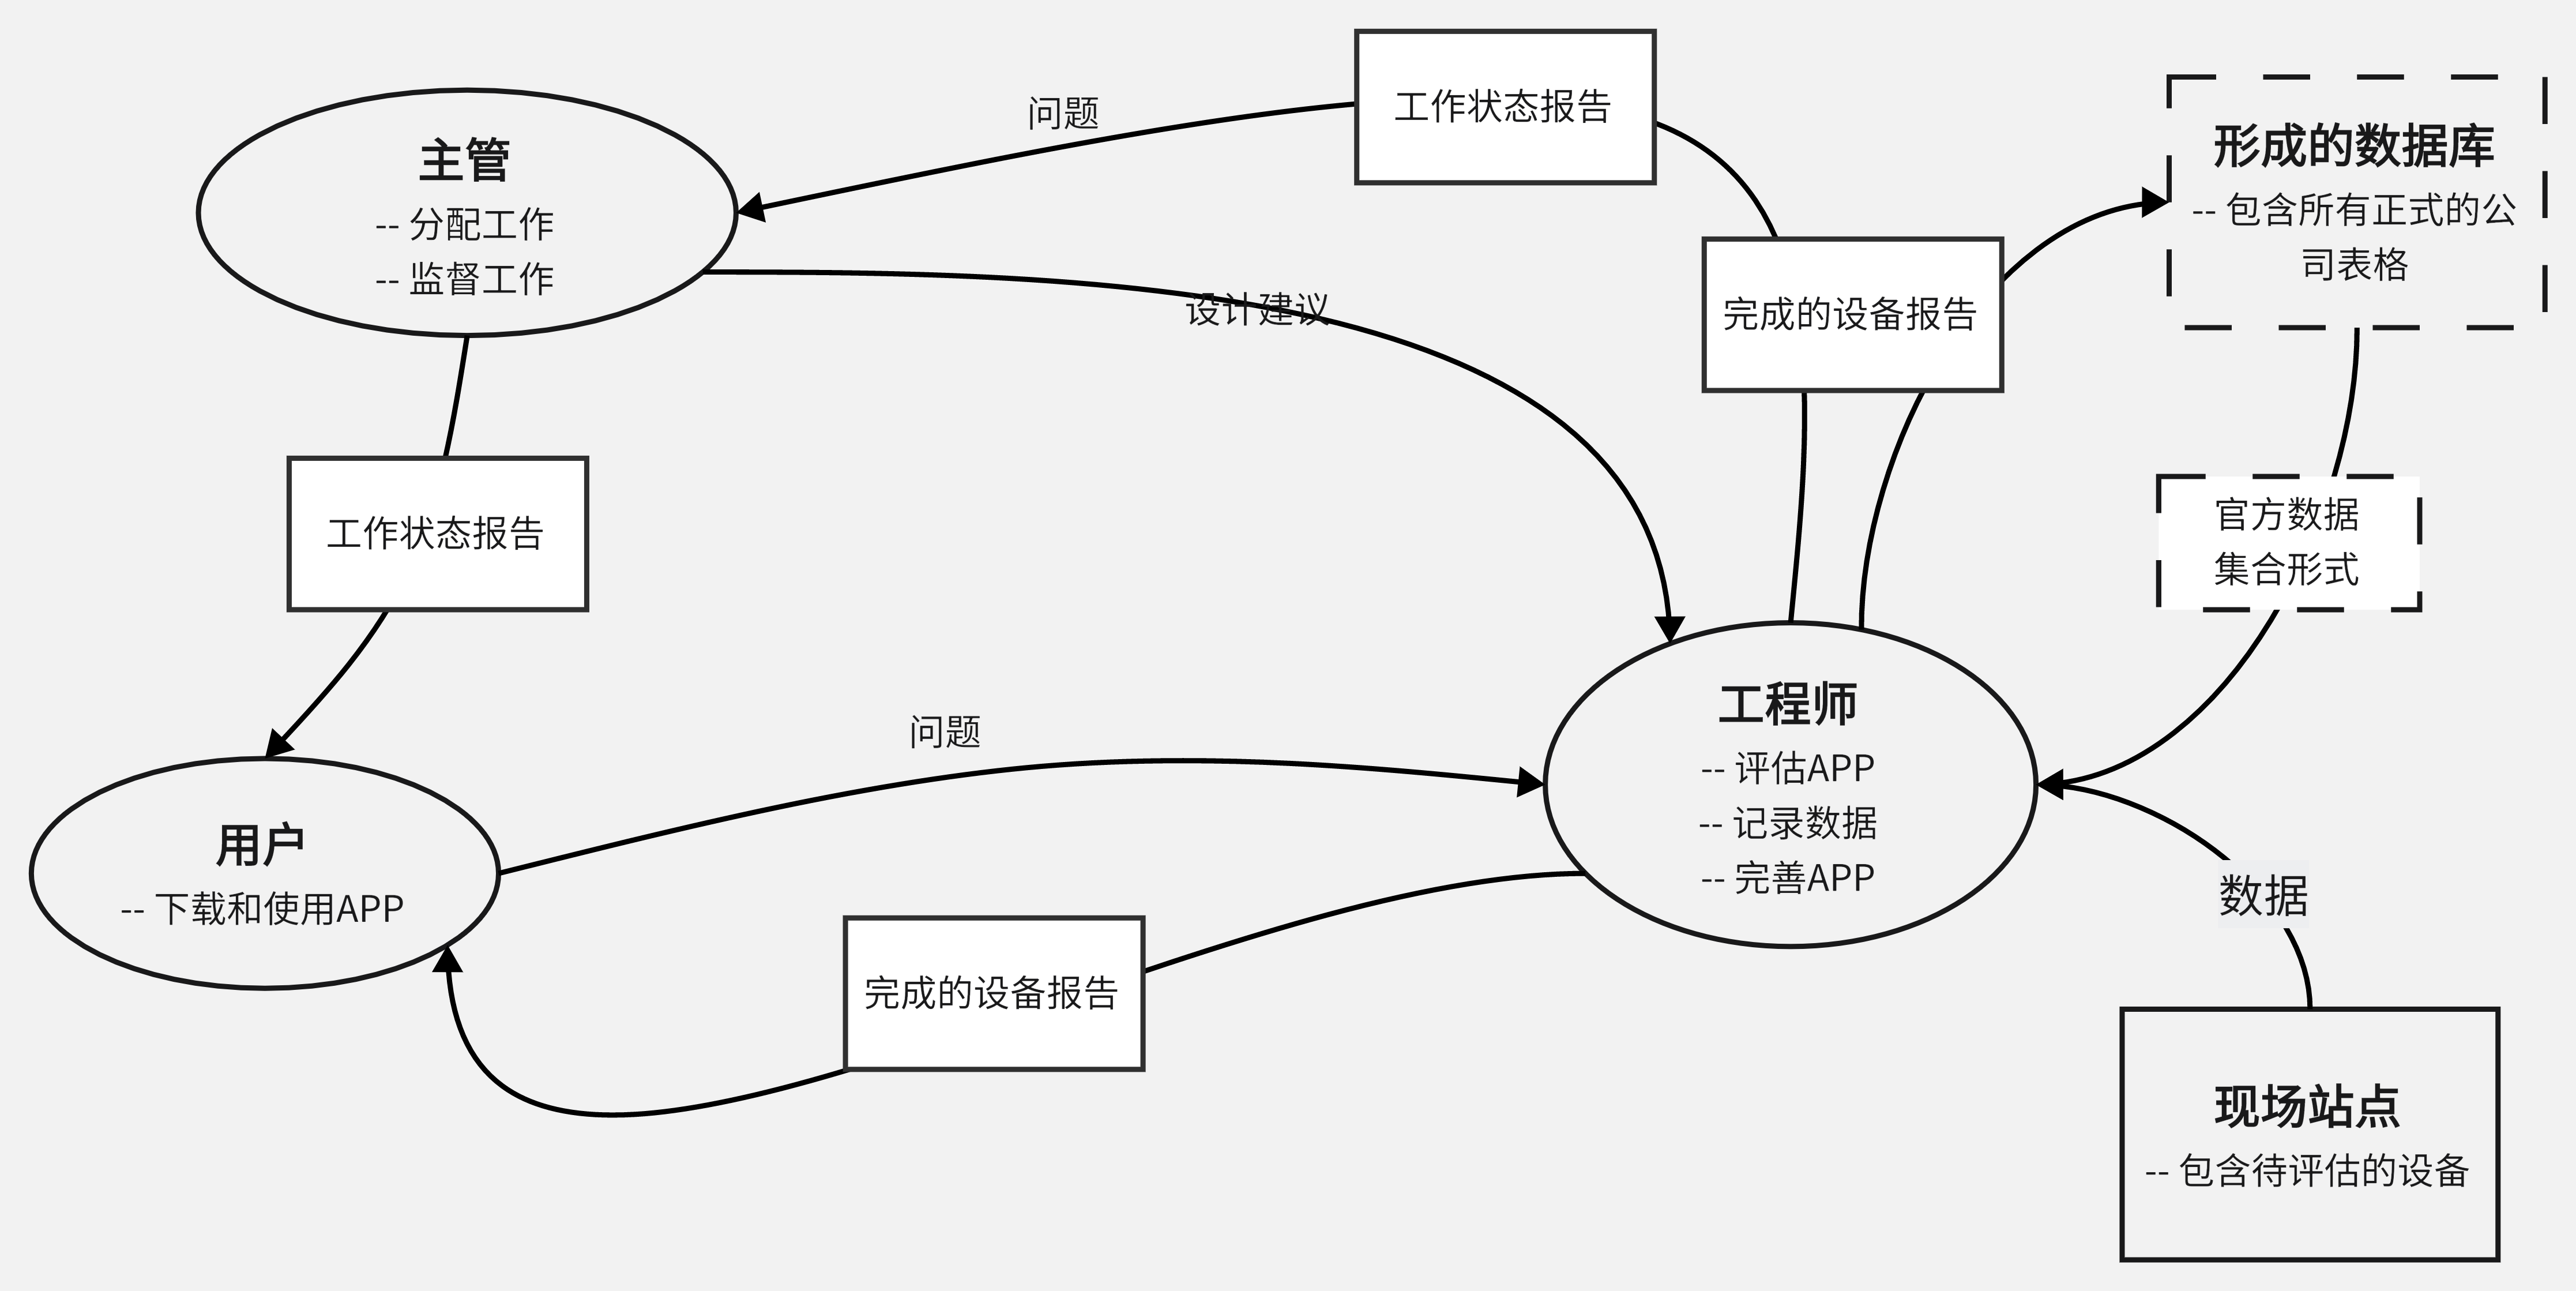 工作状态报告
问题
主管
-- 分配工作
-- 监督工作
形成的数据库
-- 包含所有正式的公
司表格
设计建议
完成的设备报告
工作状态报告
官方数据
集合形式
工程师
-- 评估APP
-- 记录数据
-- 完善APP
问题
用户
-- 下载和使用APP
数据
完成的设备报告
现场站点
-- 包含待评估的设备